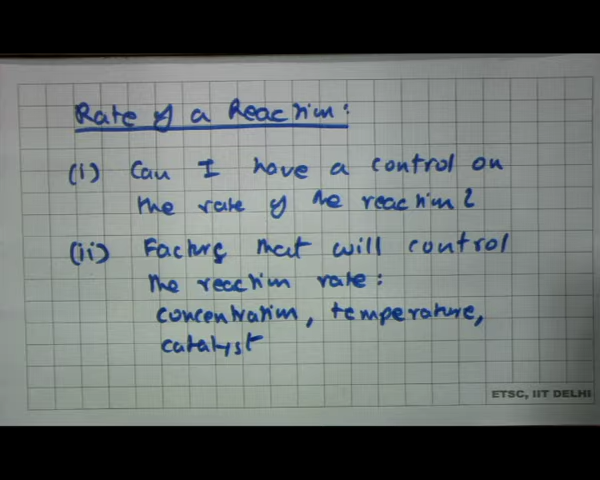 Rate of a Reaction:
(i) Can I have a control on
the rate of the reaction?
(ii) Factors that will control
the reaction rate:
concentration, temperature,
catalyst
ETSC, IIT DELHI